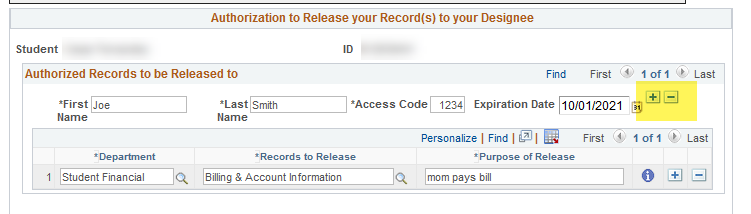 Authorization to Release your Record(s) to your Designee
Student ID
Authorized Records to be Released to Find First 1 of 1 Last
*First Name Joe *Last Name Smith *Access Code 1234 Expiration Date 10/01/2021 31
Personalize | Find | First 1 of 1 Last
*Department *Records to Release *Purpose of Release
1 Student Financial Billing & Account Information mom pays bill